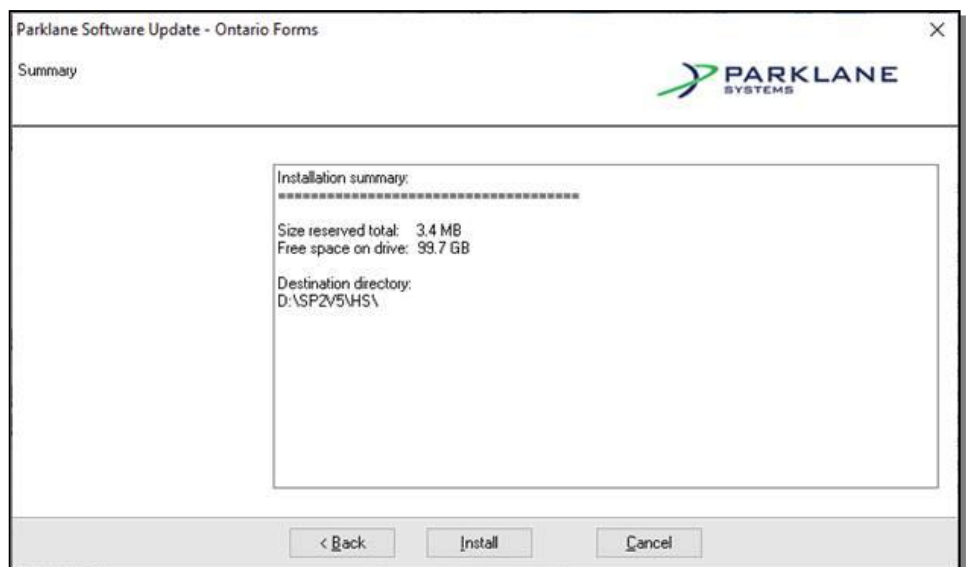 Parklane Software Update - Ontario Forms
Summary
PARKLANE
SYSTEMS
Installation summary:
=====================================
Size reserved total: 3.4 MB
Free space on drive: 99.7 GB
Destination directory:
D:\SP2V5\HS\
< Back
Install
Cancel